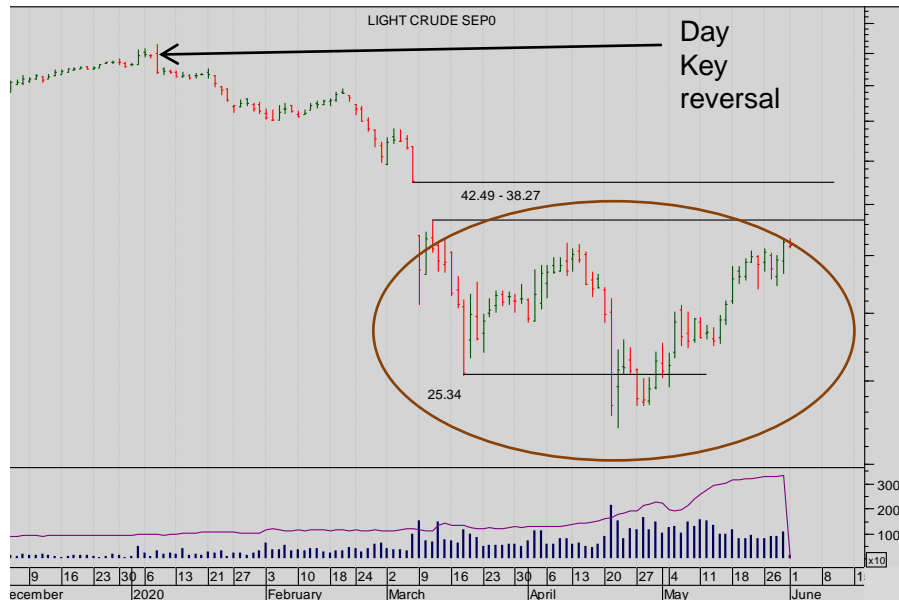 LIGHT CRUDE SEP0
Day
Key
reversal
42.49 - 38.27
25.34
300
200
100
x10
9 16 23 30 6 13 21 27 3 10 18 24 2 9 16 23 30 6 13 20 27 4 11 18 26 1 8 1
ecember 2020 February March April May June